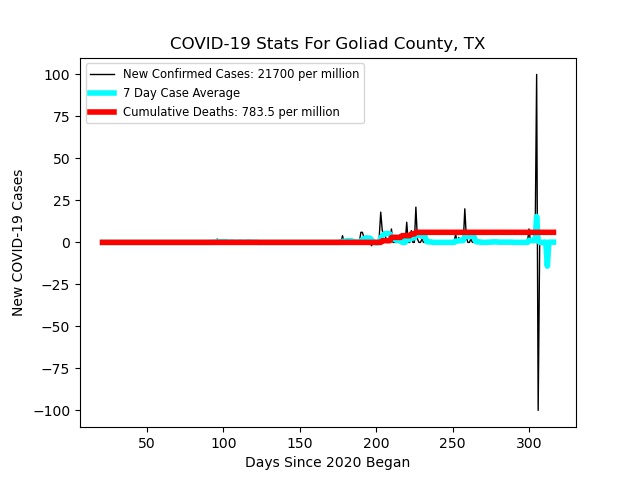 COVID-19 Stats For Goliad County, TX
New Confirmed Cases: 21700 per million
7 Day Case Average
Cumulative Deaths: 783.5 per million
New COVID-19 Cases
100
75
50
25
0
−25
−50
−75
−100
50 100 150 200 250 300
Days Since 2020 Began